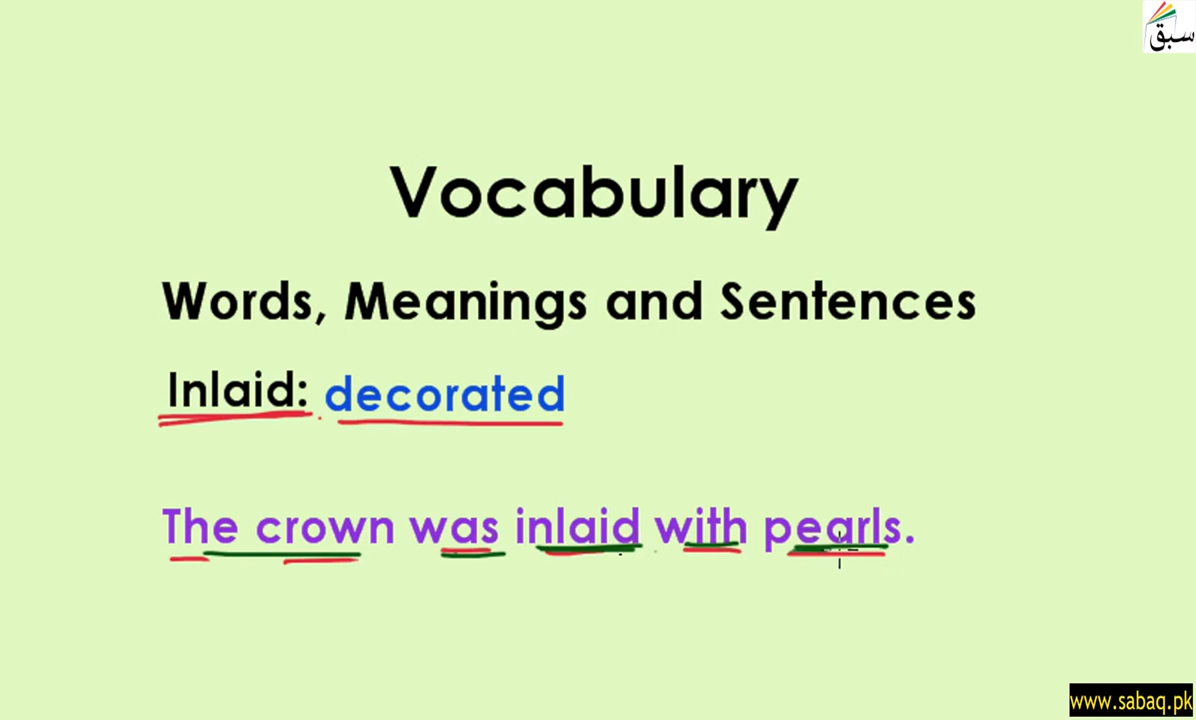 سبق
Vocabulary
Words, Meanings and Sentences
Inlaid: decorated
The crown was inlaid with pearls.
www.sabaq.pk